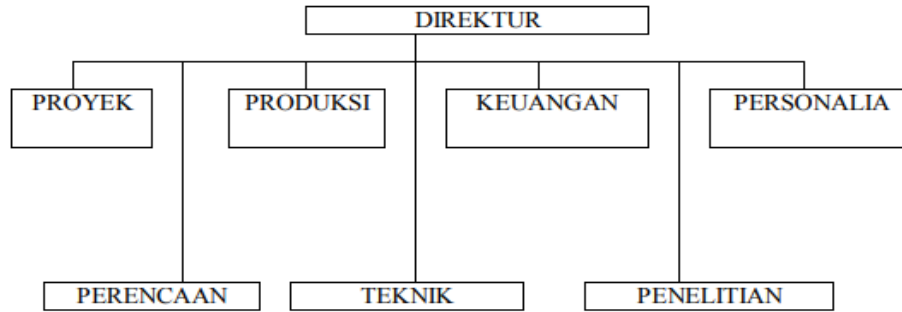 DIREKTUR
PROYEK
PRODUKSI
KEUANGAN
PERSONALIA
PERENCAAN
TEKNIK
PENELITIAN